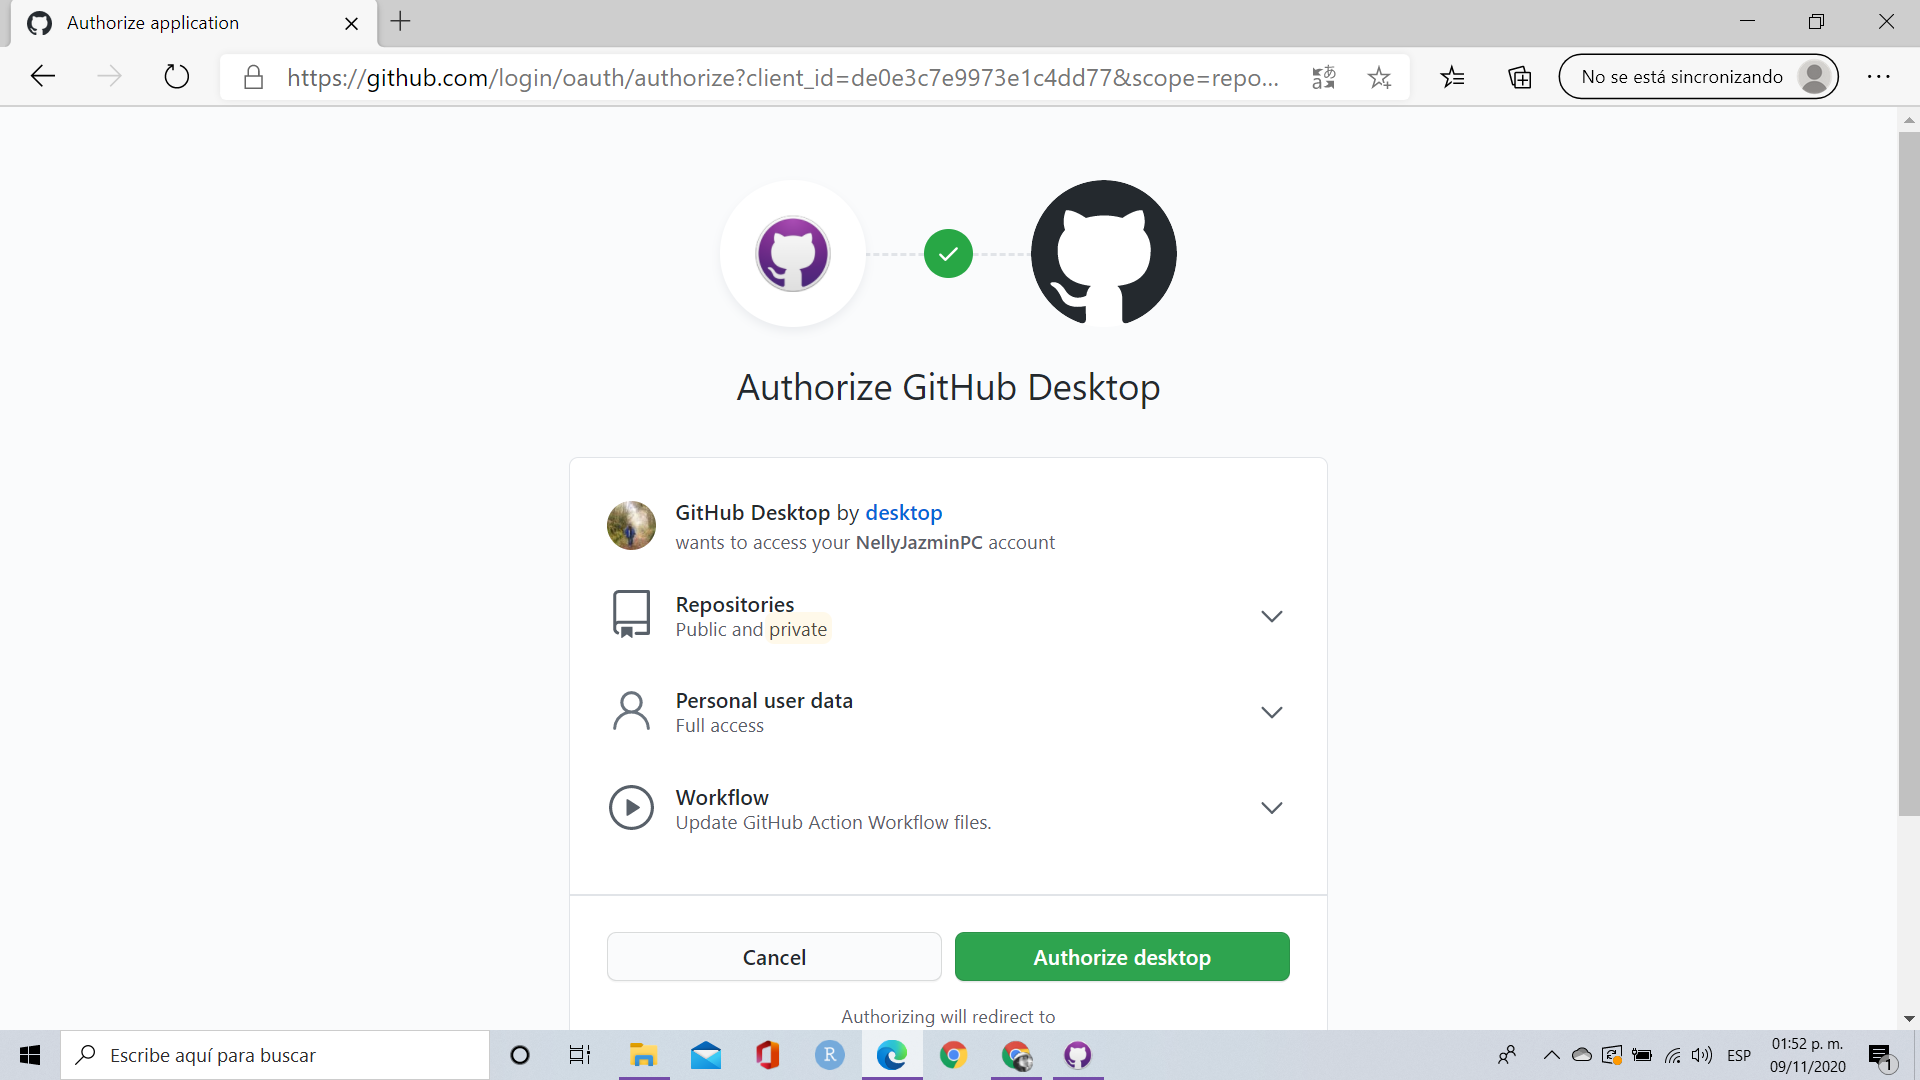 Authorize application
https://github.com/login/oauth/authorize?client_id=de0e3c7e9973e1c4dd77&scope=repo...
No se está sincronizando
Authorize GitHub Desktop
GitHub Desktop by desktop
wants to access your NellyJazminPC account
Repositories
Public and private
Personal user data
Full access
Workflow
Update GitHub Action Workflow files.
Cancel
Authorize desktop
Authorizing will redirect to
Escribe aquí para buscar
R
ESP
01:52 p. m.
09/11/2020
1